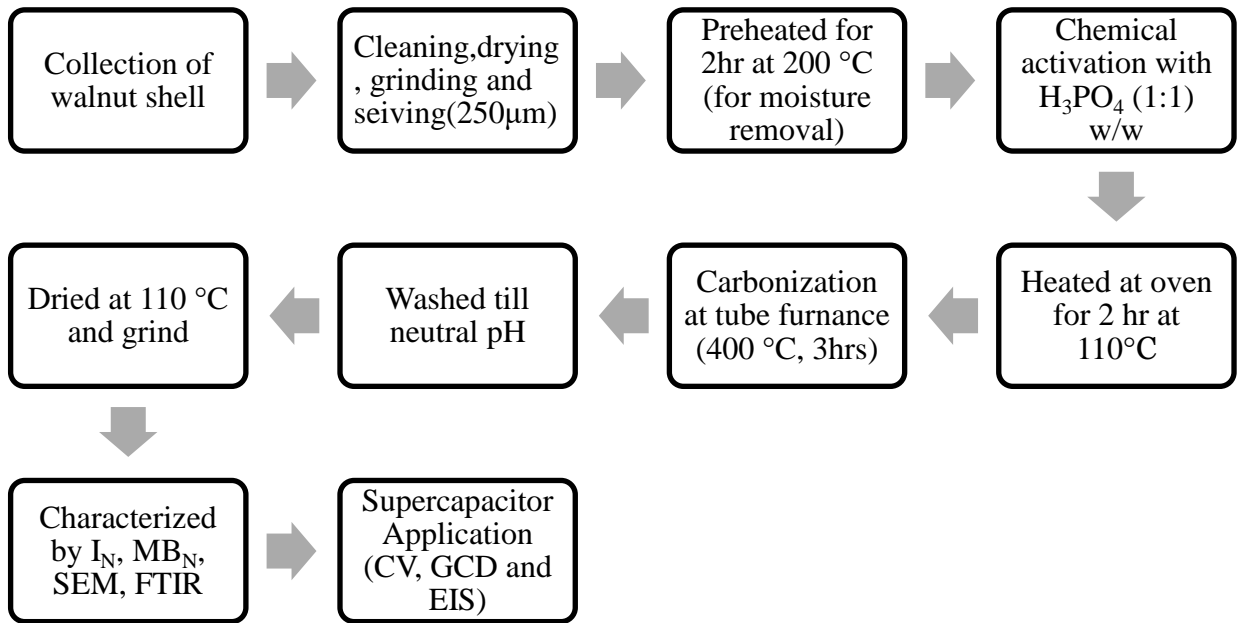 Collection of
walnut shell
Cleaning,drying
, grinding and
seiving(250μm)
Preheated for
2hr at 200 °C
(for moisture
removal)
Chemical
activation with
H₃PO₄ (1:1)
w/w
Heated at oven
for 2 hr at
110°C
Carbonization
at tube furnance
(400 °C, 3hrs)
Washed till
neutral pH
Dried at 110 °C
and grind
Characterized
by I_N, MB_N,
SEM, FTIR
Supercapacitor
Application
(CV, GCD and
EIS)